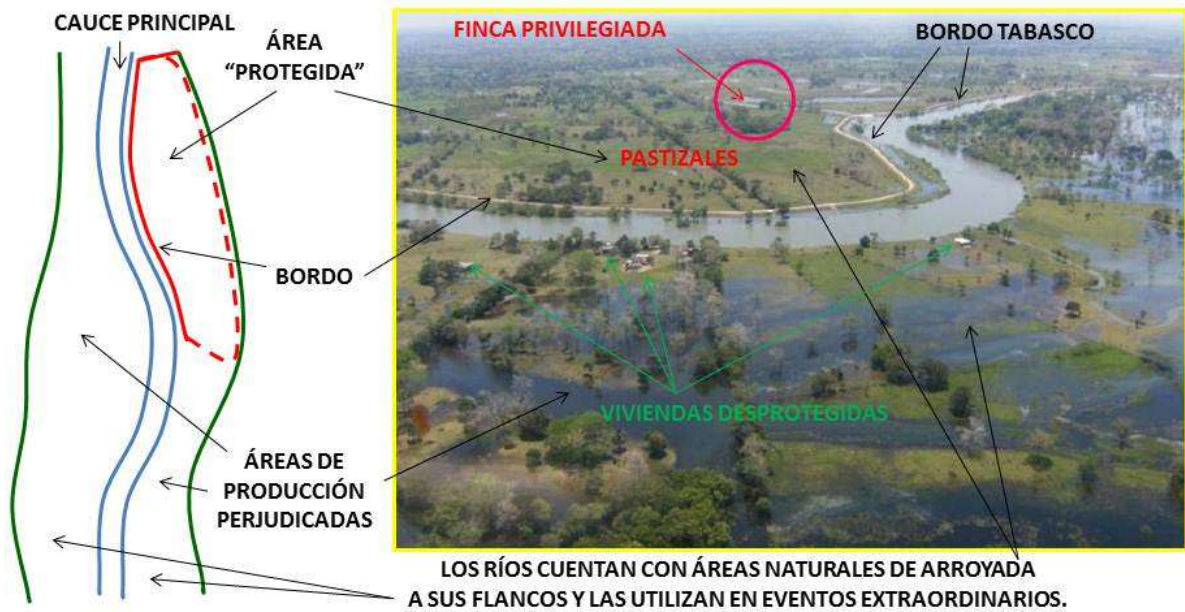 CAUCE PRINCIPAL
ÁREA
“PROTEGIDA”
BORDO
ÁREAS DE
PRODUCCIÓN
PERJUDICADAS
FINCA PRIVILEGIADA
BORDO TABASCO
PASTIZALES
VIVIENDAS DESPROTEGIDAS
LOS RÍOS CUENTAN CON ÁREAS NATURALES DE ARROYADA
A SUS FLANCOS Y LAS UTILIZAN EN EVENTOS EXTRAORDINARIOS.